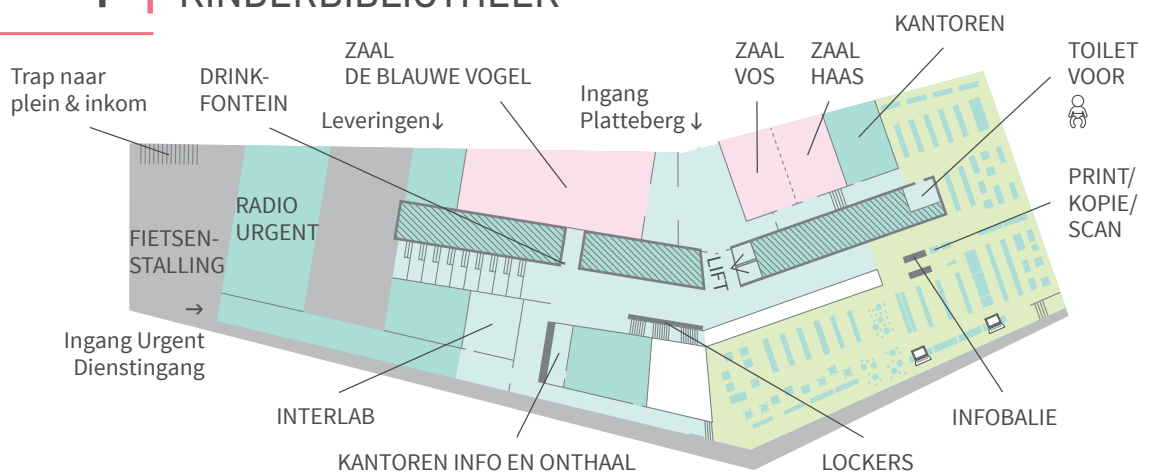 KINDERBIBLIOTHEEK
KANTOREN
ZAAL
DE BLAUWE VOGEL
ZAAL
VOS
ZAAL
HAAS
TOILET
VOOR
Trap naar
plein & inkom
DRINK-
FONTEIN
Leveringen↓
Ingang
Platteberg ↓
PRINT/
KOPIE/
SCAN
RADIO
URGENT
FIETSEN-
STALLING
LIFT
→
Ingang Urgent
Dienstingang
INTERLAB
INFOBALIE
KANTOREN INFO EN ONTHAAL
LOCKERS